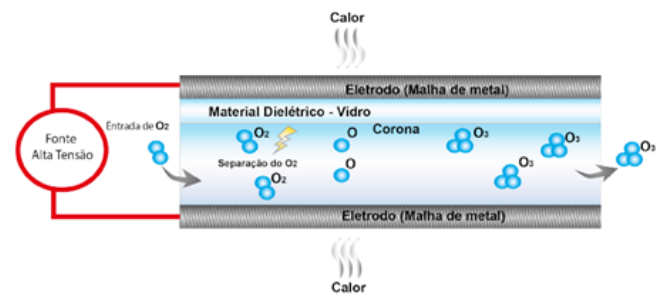 Calor
Eletrodo (Malha de metal)
Material Dielétrico - Vidro
Corona
Fonte
Alta Tensão
Entrada de O2
O2
O
O3
O3
O3
O3
Separação do O2
O
O2
Eletrodo (Malha de metal)
Calor